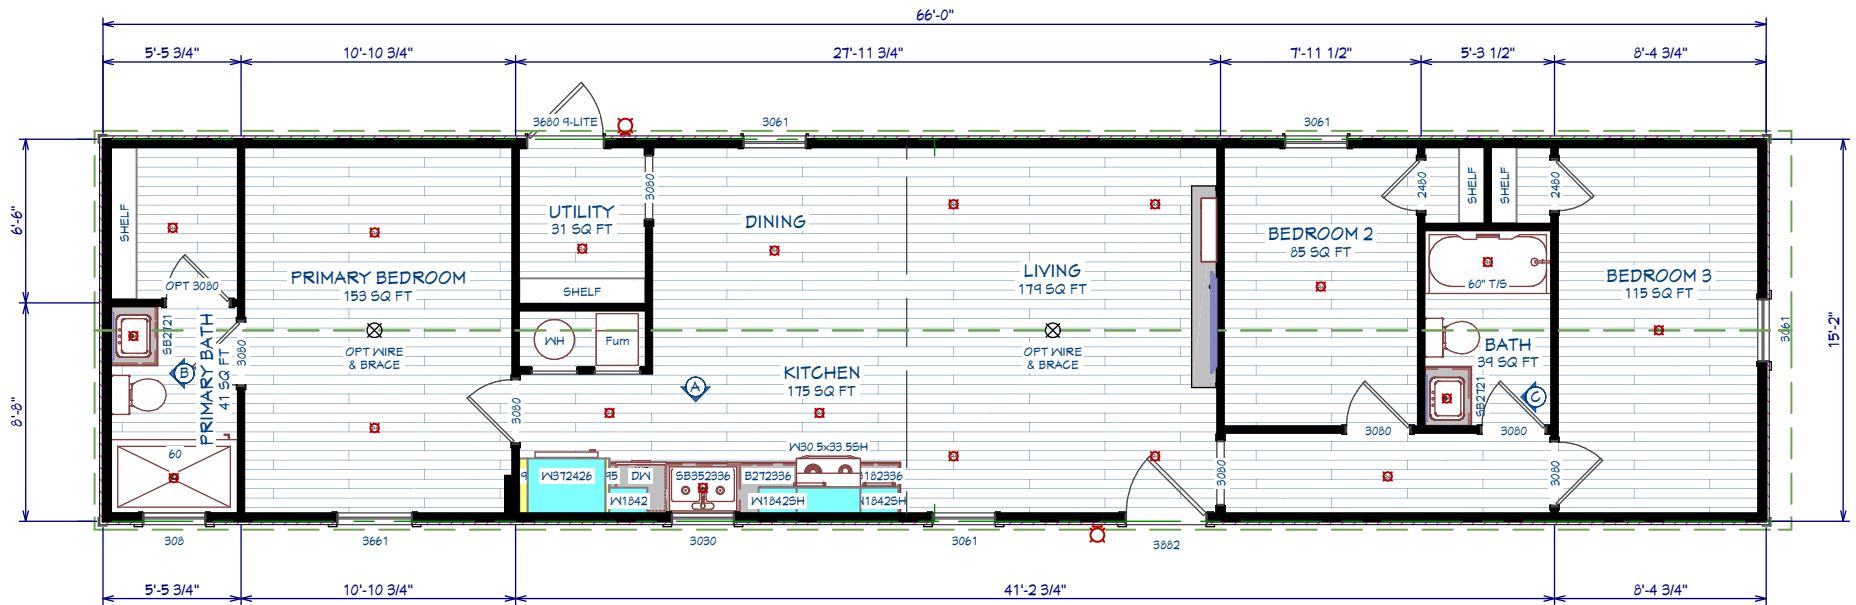 66'-0"
5'-5 3/4"
10'-10 3/4"
27'-11 3/4"
7'-11 1/2"
5'-3 1/2"
8'-4 3/4"
3680 9-LITE
3061
3061
6'-6"
8'-8"
15'-2"
SHELF
OPT 3080
PRIMARY BEDROOM
153 SQ FT
UTILITY
31 SQ FT
SHELF
3080
DINING
LIVING
179 SQ FT
BEDROOM 2
85 SQ FT
2480
SHELF
SHELF
2480
60" T/S
BEDROOM 3
115 SQ FT
3061
SB2721
PRIMARY BATH
41 SQ FT
3080
B
OPT WIRE
& BRACE
WH
Furn
OPT WIRE
& BRACE
KITCHEN
175 SQ FT
A
BATH
39 SQ FT
SB2721
C
3080
3080
3080
3080
3080
60
W30.5x33.5SH
W372426
DW
SB352336
B272336
W1842
W1842SH
308
3661
3030
3061
3882
5'-5 3/4"
10'-10 3/4"
41'-2 3/4"
8'-4 3/4"